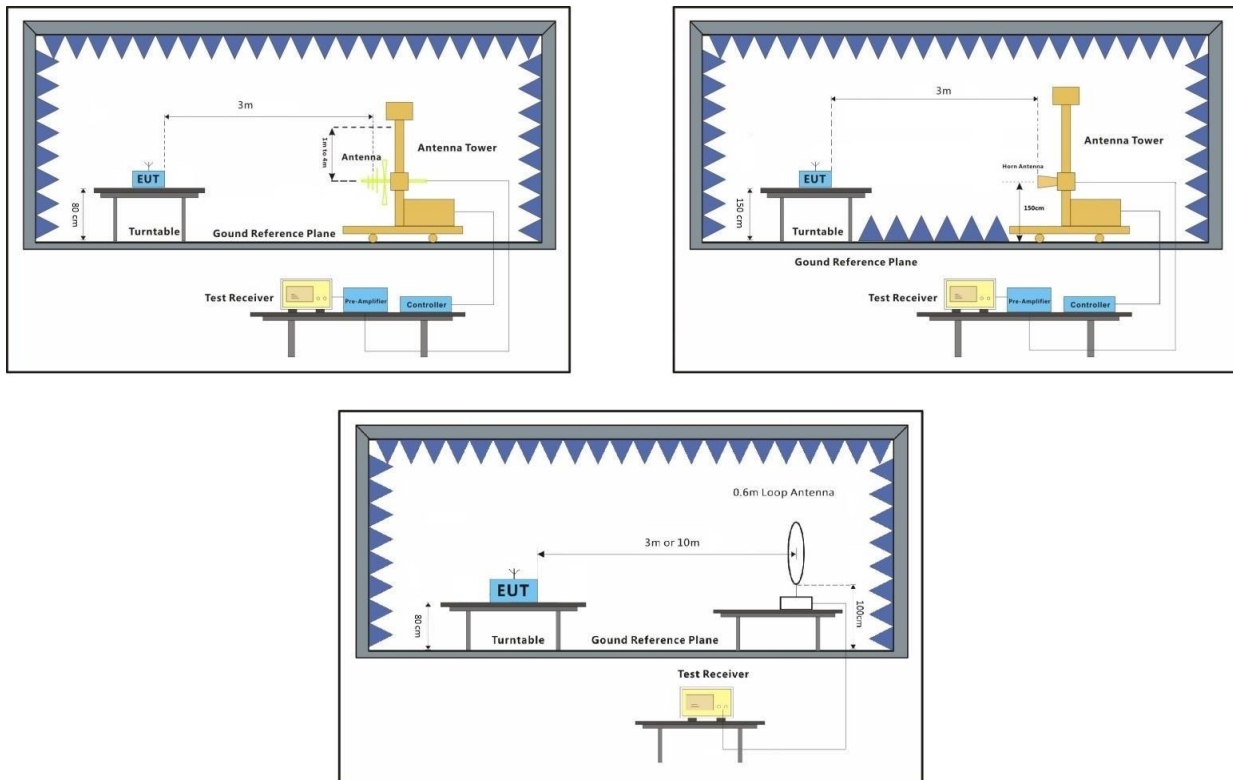 3m
1m to 4m
Antenna
Antenna Tower
EUT
80 cm
Turntable
Gound Reference Plane
Test Receiver
Pre-Amplifier
Controller
3m
Antenna Tower
Horn Antenna
EUT
150 cm
150cm
Turntable
Gound Reference Plane
Test Receiver
Pre-Amplifier
Controller
0.6m Loop Antenna
3m or 10m
EUT
80 cm
100cm
Turntable
Gound Reference Plane
Test Receiver